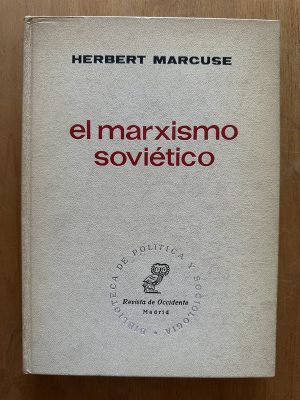 HERBERT MARCUSE
el marxismo
soviético
BIBLIOTECA DE POLITICA Y SOCIOLOGIA
Revista de Occidente
Madrid